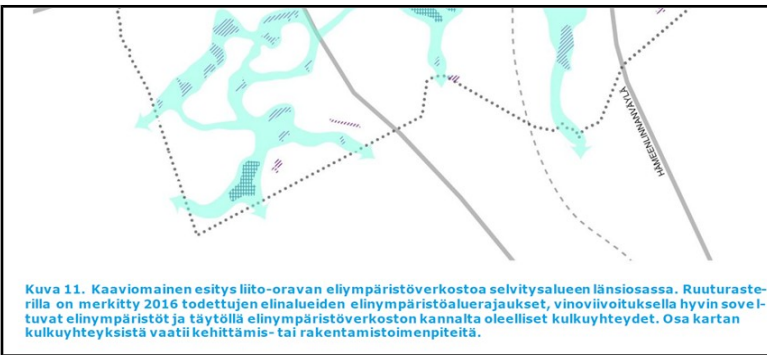 HÄMEENLINNANVÄYLÄ
Kuva 11. Kaaviomainen esitys liito-oravan eliympäristöverkostoa selvitysalueen länsiosassa. Ruuturaste-
rilla on merkitty 2016 todettujen elinalueiden elinympäristöaluerajaukset, vinoviivoituksella hyvin sovel-
tuvat elinympäristöt ja täytöllä elinympäristöverkoston kannalta oleelliset kulkuyhteydet. Osa kartan
kulkuyhteyksistä vaatii kehittämis- tai rakentamistoimenpiteitä.